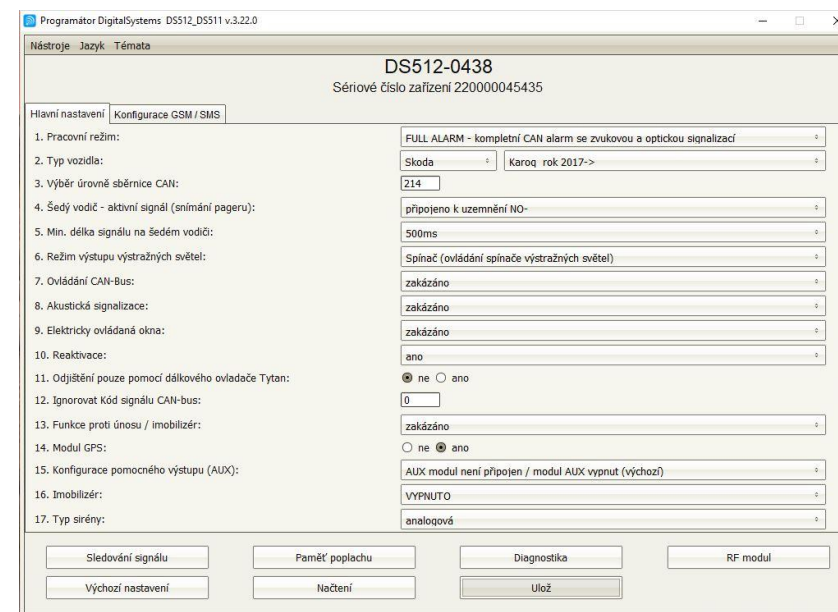 Programátor DigitalSystems DS512_DS511 v.3.22.0
Nástroje Jazyk Témata
DS512-0438
Sériové číslo zařízení 220000045435
Hlavní nastavení Konfigurace GSM / SMS
1. Pracovní režim: FULL ALARM - kompletní CAN alarm se zvukovou a optickou signalizací
2. Typ vozidla: Skoda Karoq rok 2017->
3. Výběr úrovně sběrnice CAN: 214
4. Šedý vodič - aktivní signál (snímání pageru): připojeno k uzemnění NO-
5. Min. délka signálu na šedém vodiči: 500ms
6. Režim výstupu výstražných světel: Spínač (ovládání spínače výstražných světel)
7. Ovládání CAN-Bus: zakázáno
8. Akustická signalizace: zakázáno
9. Elektricky ovládaná okna: zakázáno
10. Reaktivace: ano
11. Odjištění pouze pomocí dálkového ovladače Tytan: ne ano
12. Ignorovat Kód signálu CAN-bus: 0
13. Funkce proti únosu / imobilizér: zakázáno
14. Modul GPS: ne ano
15. Konfigurace pomocného výstupu (AUX): AUX modul není připojen / modul AUX vypnut (výchozí)
16. Imobilizér: VYPNUTO
17. Typ sirény: analogová
Sledování signálu Paměť poplachu Diagnostika RF modul
Výchozí nastavení Načtení Ulož